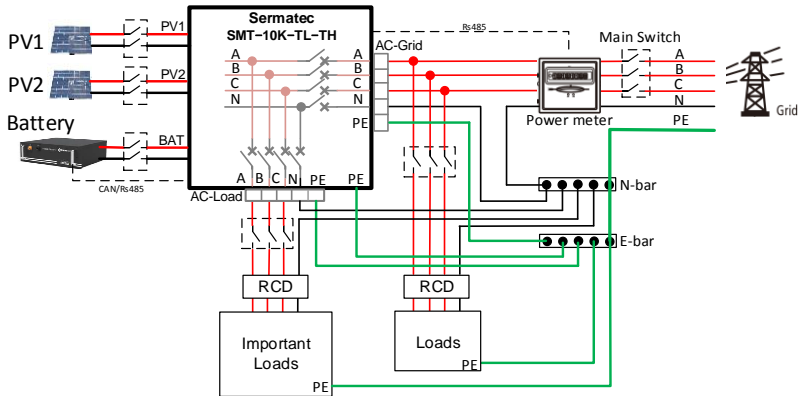 Sermatec
SMT-10K-TL-TH
PV1
PV1
PV2
PV2
Battery
BAT
CAN/Rs485
A
B
C
N
A
B
C
N
PE
AC-Grid
Rs485
Main Switch
A
B
C
N
PE
Power meter
Grid
A B C N PE PE
AC-Load
N-bar
E-bar
RCD
RCD
Important
Loads
PE
Loads
PE